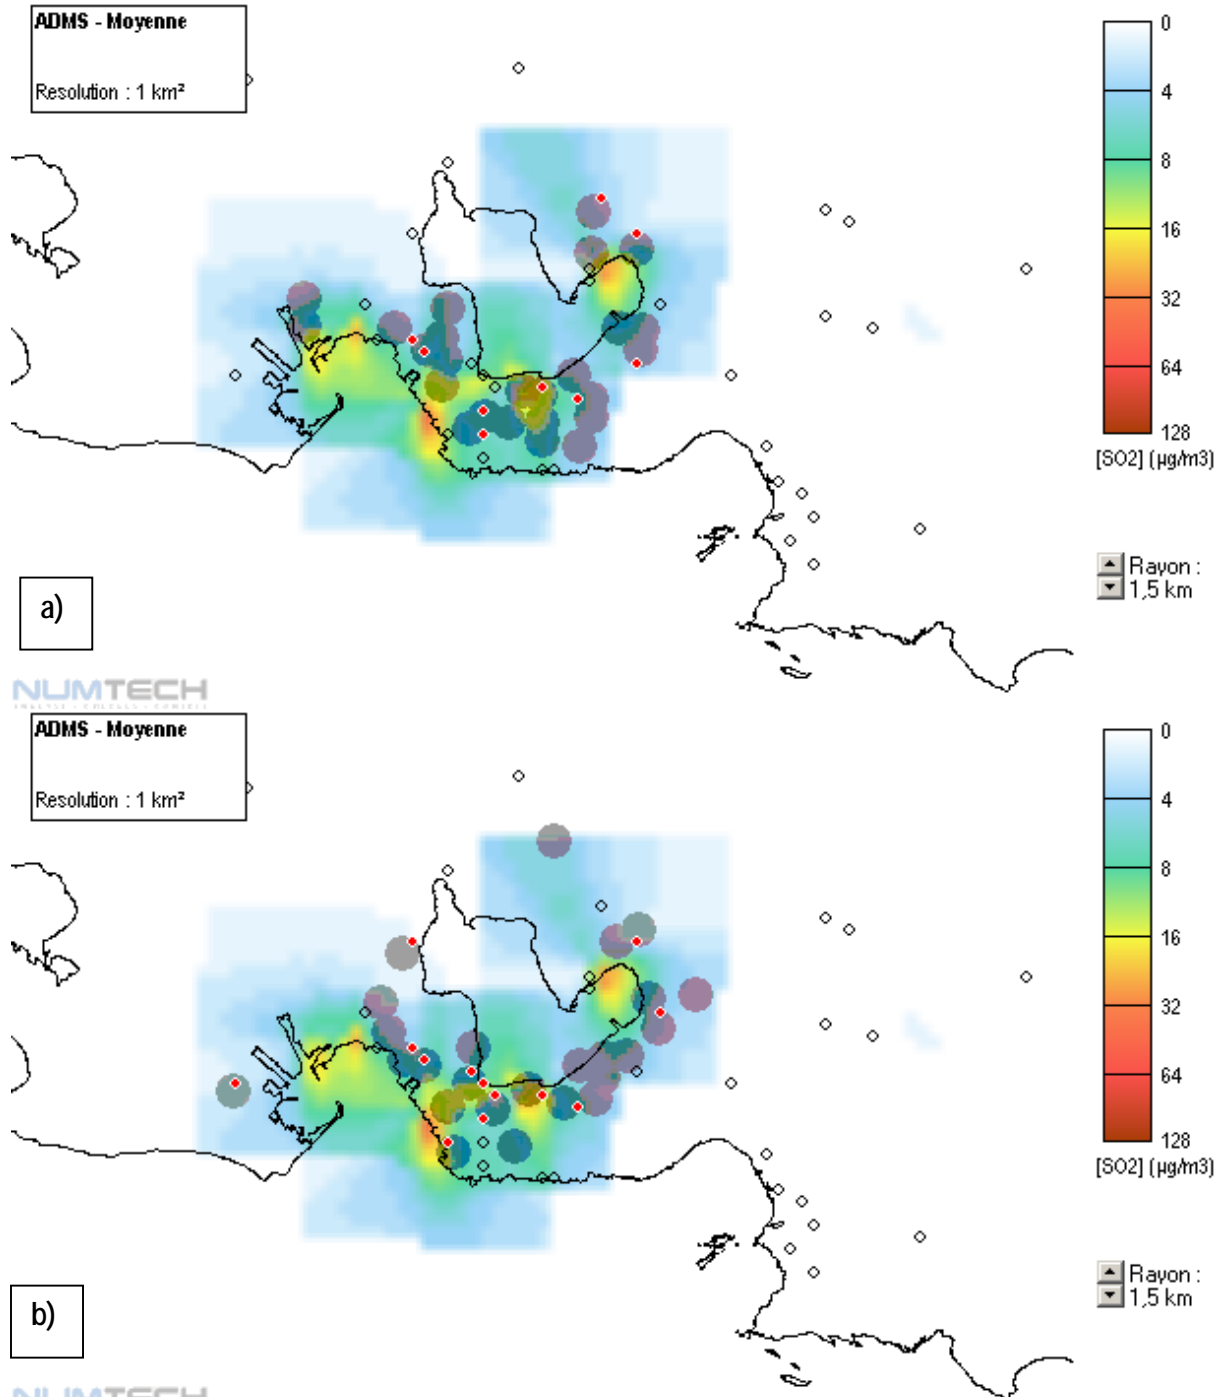 ADMS - Moyenne
Resolution : 1 km²
0
4
8
16
32
64
128
[SO2] (µg/m3)
Rayon :
1,5 km
a)
NUMTECH
ADMS - Moyenne
Resolution : 1 km²
0
4
8
16
32
64
128
[SO2] (µg/m3)
Rayon :
1,5 km
b)
NUMTECH